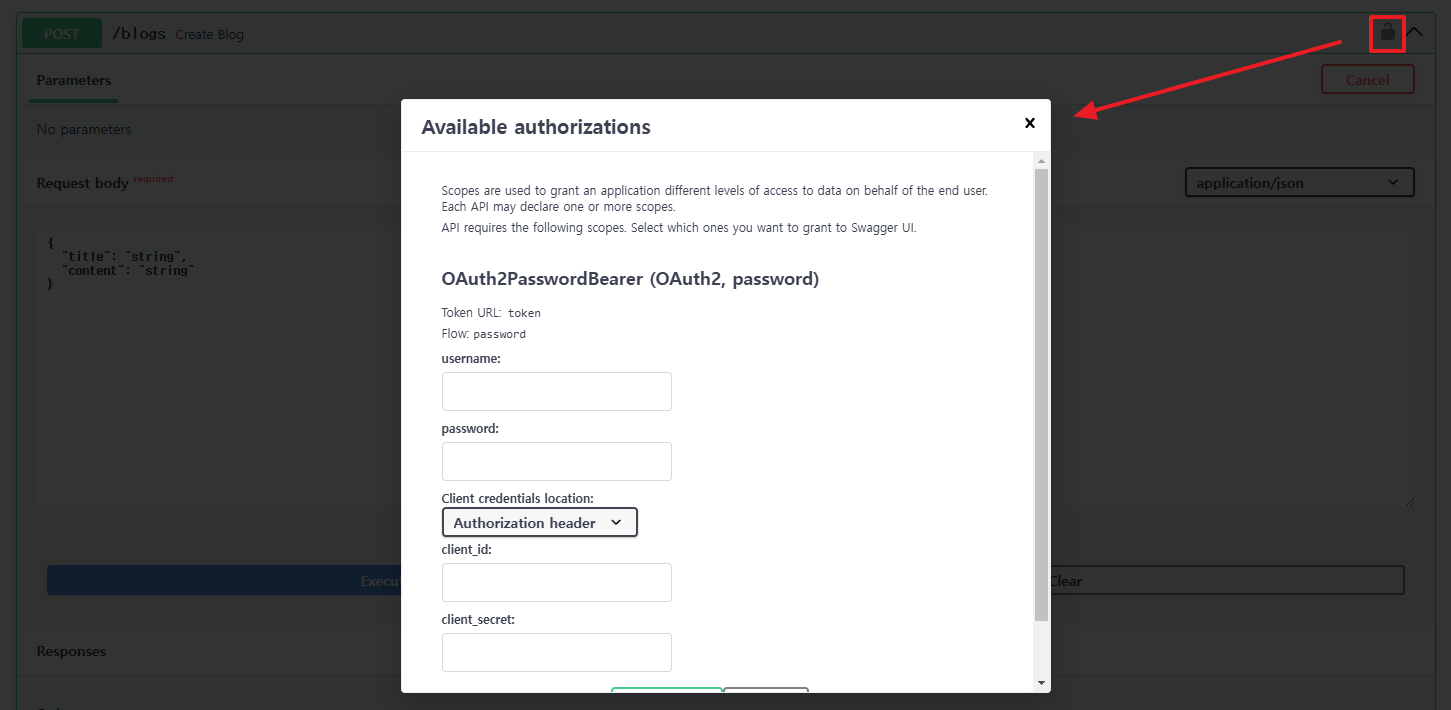 POST /blogs Create Blog
Parameters
Cancel
No parameters
Request body required
application/json
{
"title": "string",
"content": "string"
}
Execu
Clear
Responses
Available authorizations
Scopes are used to grant an application different levels of access to data on behalf of the end user.
Each API may declare one or more scopes.
API requires the following scopes. Select which ones you want to grant to Swagger UI.
OAuth2PasswordBearer (OAuth2, password)
Token URL: token
Flow: password
username:
password:
Client credentials location:
Authorization header
client_id:
client_secret: